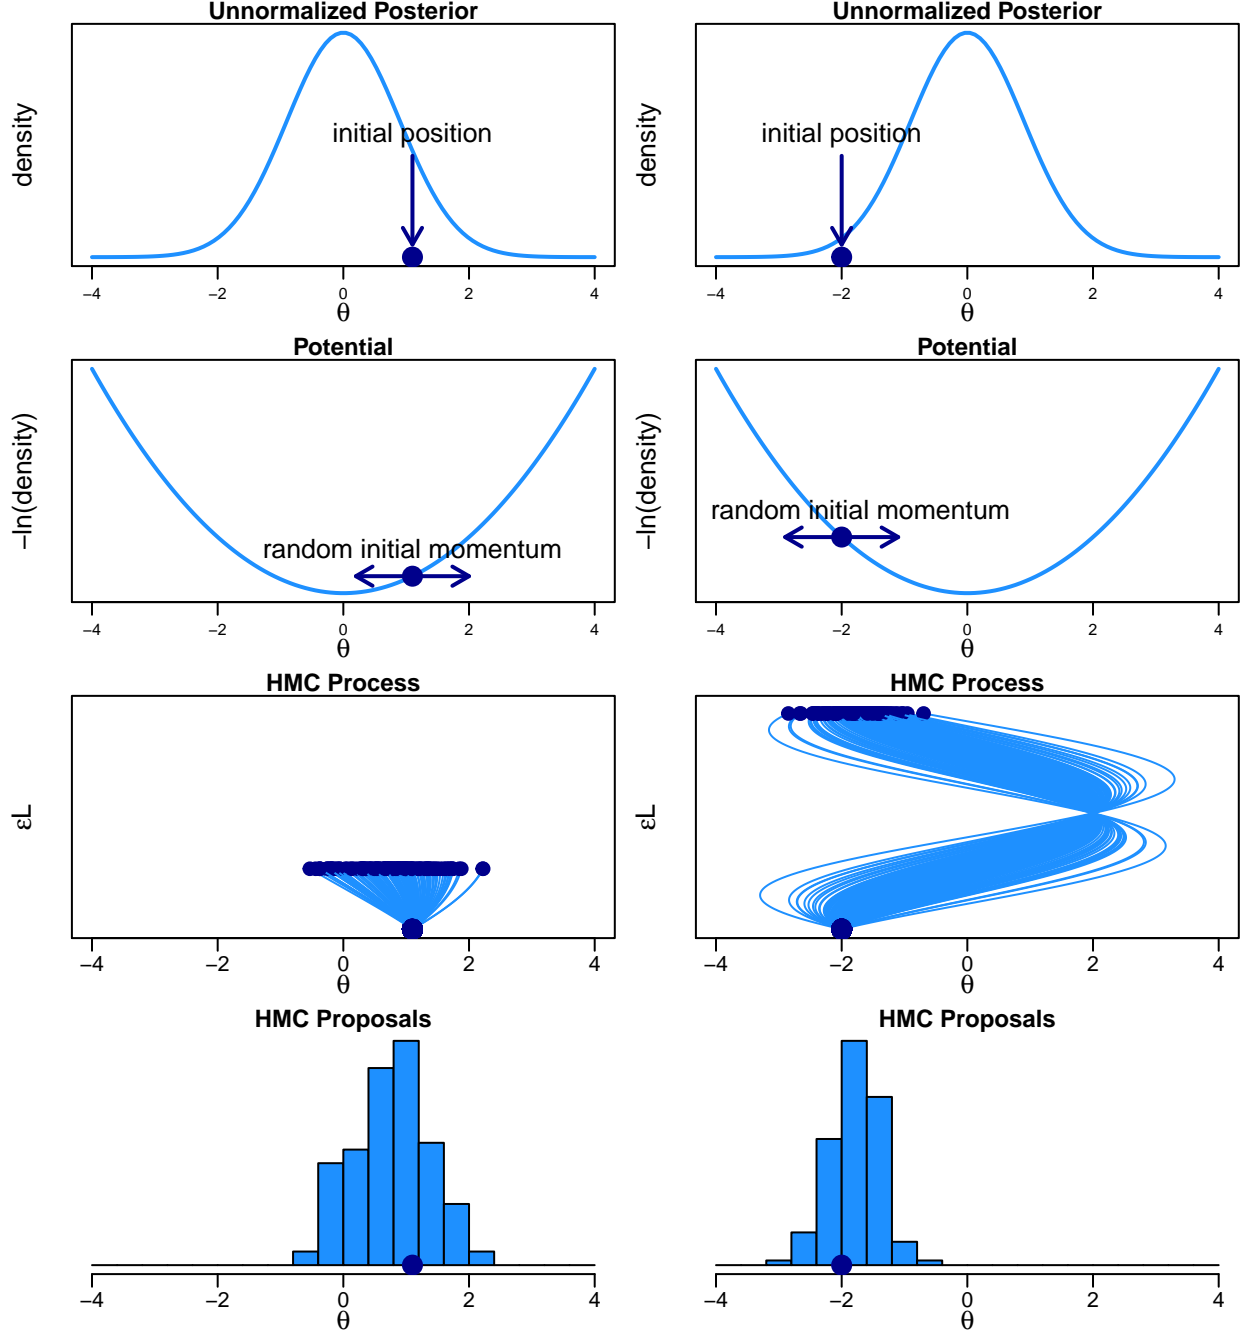 Unnormalized Posterior
density
initial position
−4 −2 0 2 4
θ
Unnormalized Posterior
density
initial position
−4 −2 0 2 4
θ
Potential
−ln(density)
random initial momentum
−4 −2 0 2 4
θ
Potential
−ln(density)
random initial momentum
−4 −2 0 2 4
θ
HMC Process
εL
−4 −2 0 2 4
θ
HMC Process
εL
−4 −2 0 2 4
θ
HMC Proposals
−4 −2 0 2 4
θ
HMC Proposals
−4 −2 0 2 4
θ